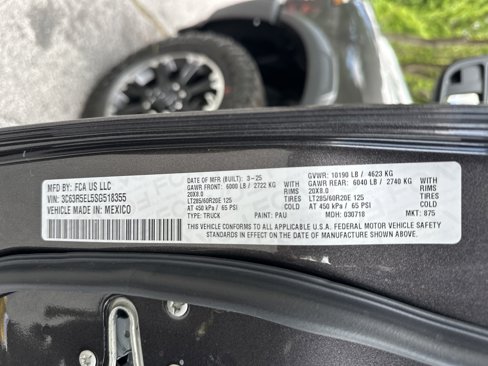 MFD BY: FCA US LLC
VIN: 3C63R5EL5SG518355
VEHICLE MADE IN: MEXICO
DATE OF MFR (BUILT): 3-25
GAWR FRONT: 6000 LB / 2722 KG WITH
20X8.0 TIRES
LT285/60R20E 125 COLD
AT 450 kPa / 65 PSI
TYPE: TRUCK PAINT: PAU
GVWR: 10190 LB / 4623 KG
GAWR REAR: 6040 LB / 2740 KG WITH
20X8.0 TIRES
LT285/60R20E 125 COLD
AT 450 kPa / 65 PSI
MDH: 030718 MKT: 875
THIS VEHICLE CONFORMS TO ALL APPLICABLE U.S.A. FEDERAL MOTOR VEHICLE SAFETY
STANDARDS IN EFFECT ON THE DATE OF MANUFACTURE SHOWN ABOVE.